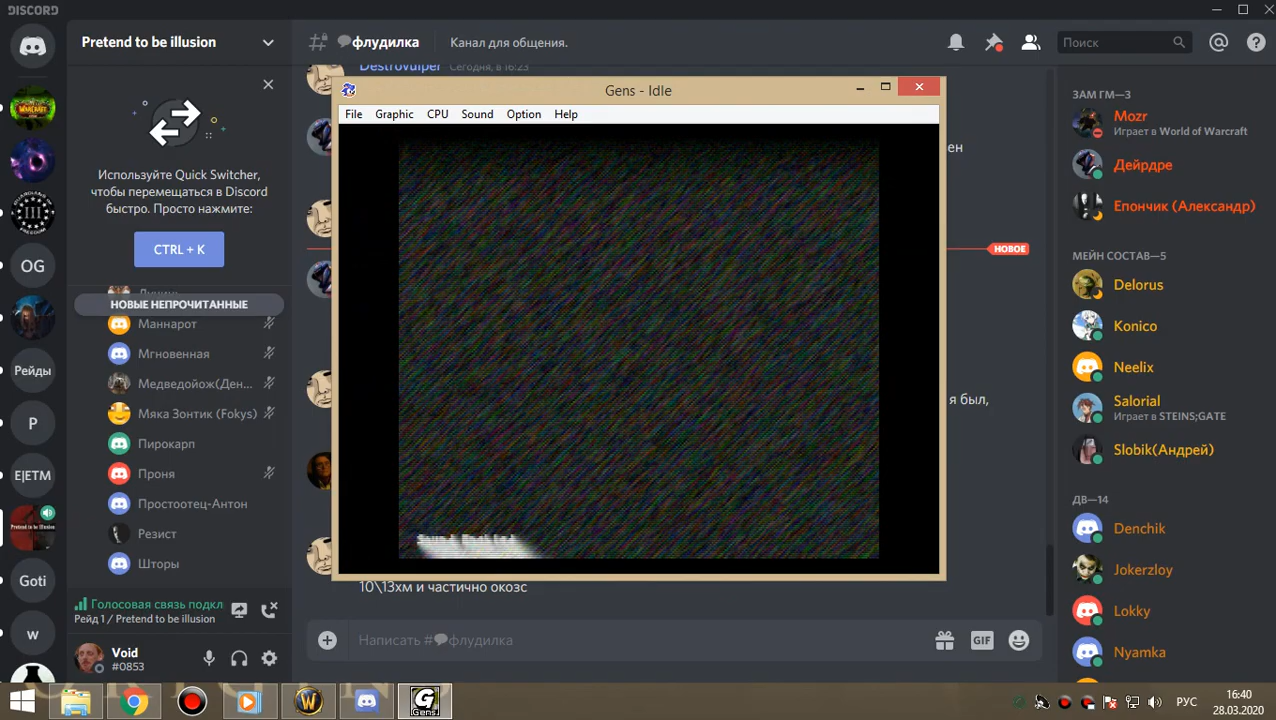 DISCORD
Pretend to be illusion
флудилка
Канал для общения.
Поиск
Используйте Quick Switcher,
чтобы перемещаться в Discord
быстро. Просто нажмите:
CTRL + K
НОВЫЕ НЕПРОЧИТАННЫЕ
Маннарот
Мгновенная
Медведойож(Ден...
Мяка Зонтик (Fokys)
Пирокарп
Проня
Простоотец-Антон
Резист
Шторы
Голосовая связь подкл
Рейд 1 / Pretend to be illusion
Void
#0853
OG
Рейды
P
E|ETM
Goti
w
III
Destrovulper
Сегодня, в 16:23
Gens - Idle
File Graphic CPU Sound Option Help
ен
НОВОЕ
я был,
10\13хм и частично окозс
Написать #флудилка
GIF
ЗАМ ГМ—3
Mozr
Играет в World of Warcraft
Дейрдре
Епончик (Александр)
МЕЙН СОСТАВ—5
Delorus
Konico
Neelix
Salorial
Играет в STEINS;GATE
Slobik(Андрей)
ДВ—14
Denchik
Jokerzloy
Lokky
Nyamka
Gens
РУС
16:40
28.03.2020